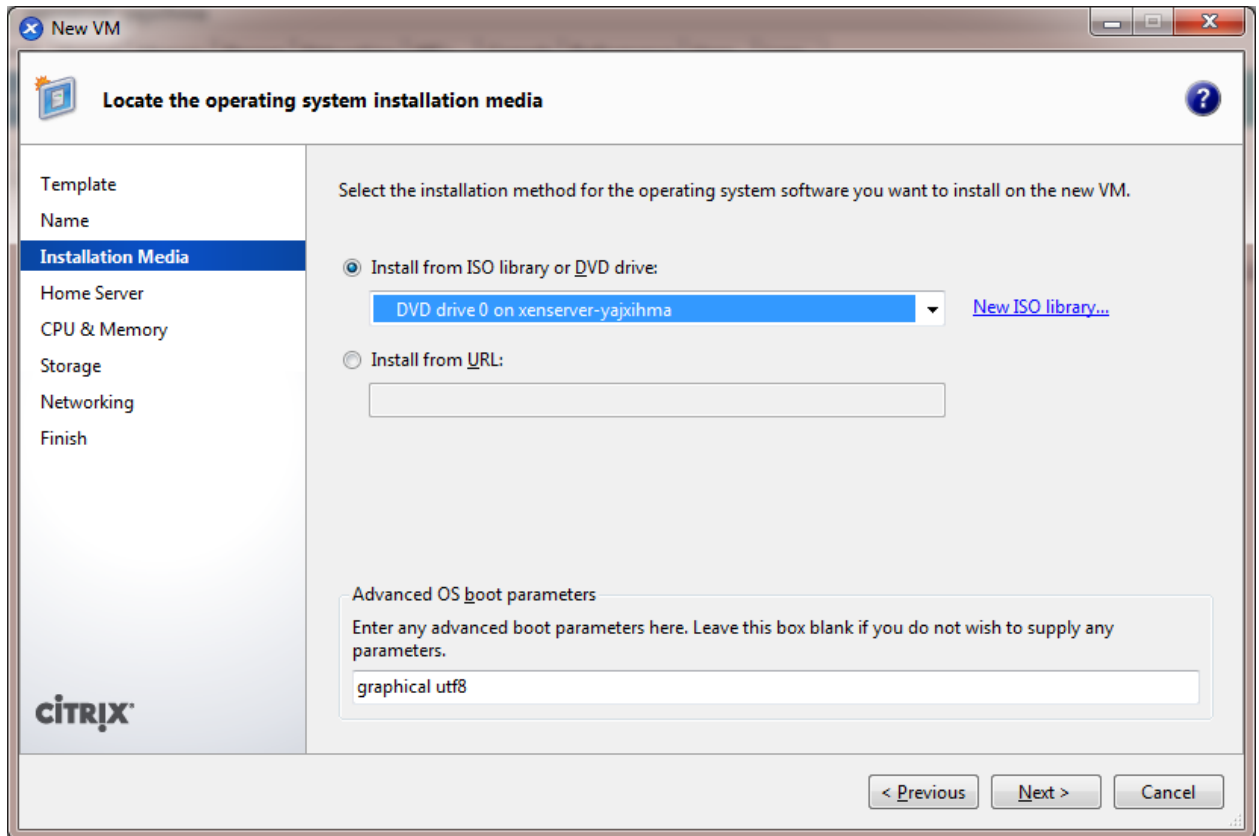 New VM
Locate the operating system installation media
Template
Name
Installation Media
Home Server
CPU & Memory
Storage
Networking
Finish
CİTRIX
Select the installation method for the operating system software you want to install on the new VM.
Install from ISO library or DVD drive:
DVD drive 0 on xenserver-yajxihma
New ISO library...
Install from URL:
Advanced OS boot parameters
Enter any advanced boot parameters here. Leave this box blank if you do not wish to supply any
parameters.
graphical utf8
< Previous
Next >
Cancel